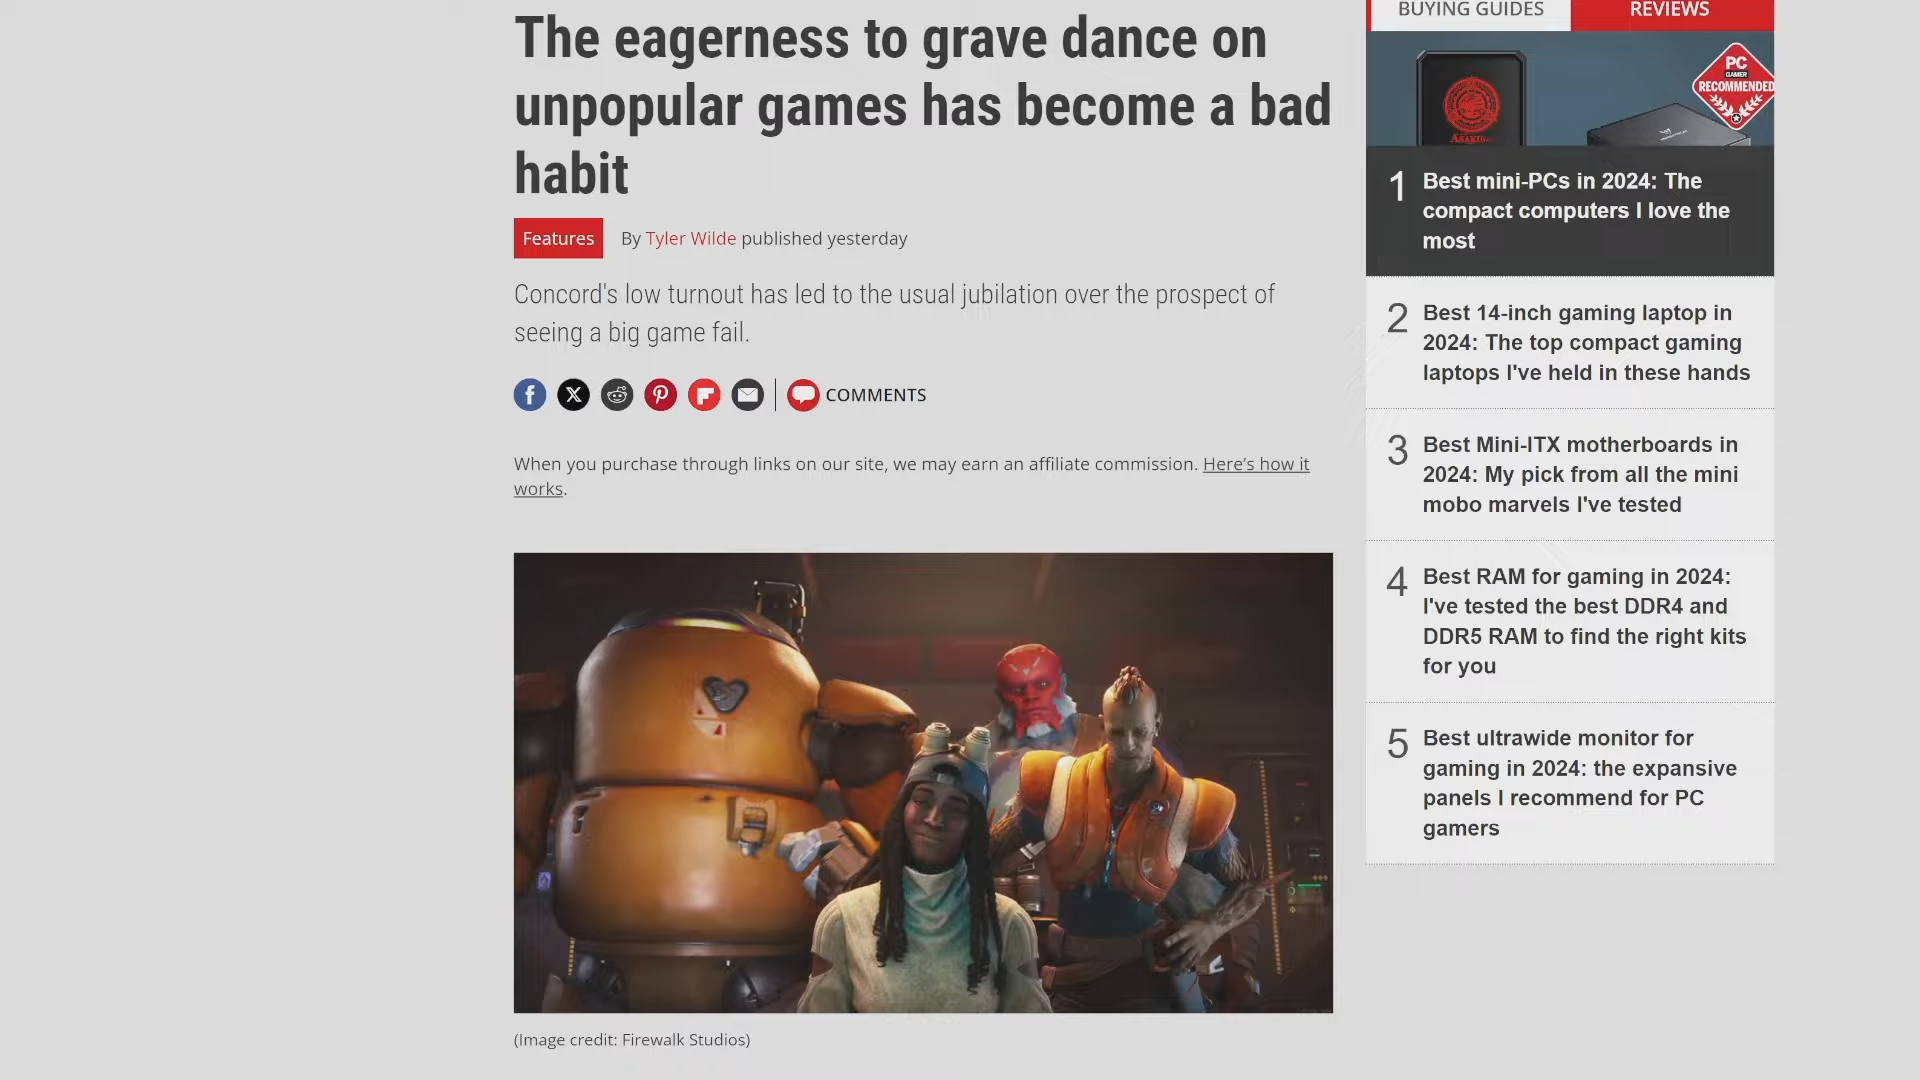 The eagerness to grave dance on
unpopular games has become a bad
habit
Features
By Tyler Wilde published yesterday
Concord's low turnout has led to the usual jubilation over the prospect of
seeing a big game fail.
COMMENTS
When you purchase through links on our site, we may earn an affiliate commission. Here’s how it
works.
(Image credit: Firewalk Studios)
BUYING GUIDES
REVIEWS
PC
GAMER
RECOMMENDED
1
Best mini-PCs in 2024: The
compact computers I love the
most
2
Best 14-inch gaming laptop in
2024: The top compact gaming
laptops I've held in these hands
3
Best Mini-ITX motherboards in
2024: My pick from all the mini
mobo marvels I've tested
4
Best RAM for gaming in 2024:
I've tested the best DDR4 and
DDR5 RAM to find the right kits
for you
5
Best ultrawide monitor for
gaming in 2024: the expansive
panels I recommend for PC
gamers